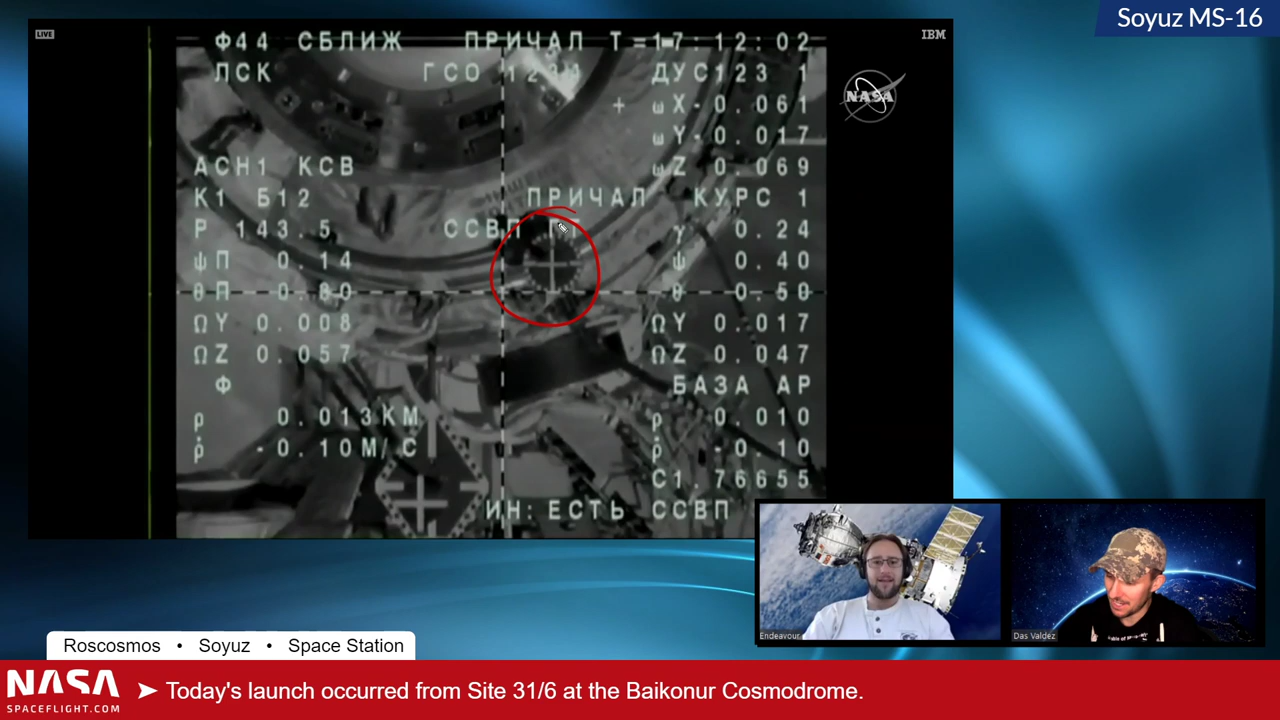 Soyuz MS-16
LIVE
IBM
Ф44 СБЛИЖ ПРИЧАЛ Т=17:12:02
ЛСК ГСО 1234 ДУС123 1
+ ωX-0.061
NASA
ωY-0.017
АСН1 КСВ ωZ 0.069
К1 Б12 ПРИЧАЛ КУРС 1
Р 143.5 ССВП γ 0.24
ψП 0.14 ψ 0.40
θП 0.80 θ 0.50
ΩY 0.008 ΩY 0.017
ΩZ 0.057 ΩZ 0.047
Ф БАЗА АР
ρ 0.013КМ ρ 0.010
ρ̇ -0.10М/С ρ̇ -0.10
С1.76655
ИН: ЕСТЬ ССВП
Endeavour
Das Valdez
Roscosmos • Soyuz • Space Station
NASA
SPACEFLIGHT.COM
➤ Today's launch occurred from Site 31/6 at the Baikonur Cosmodrome.